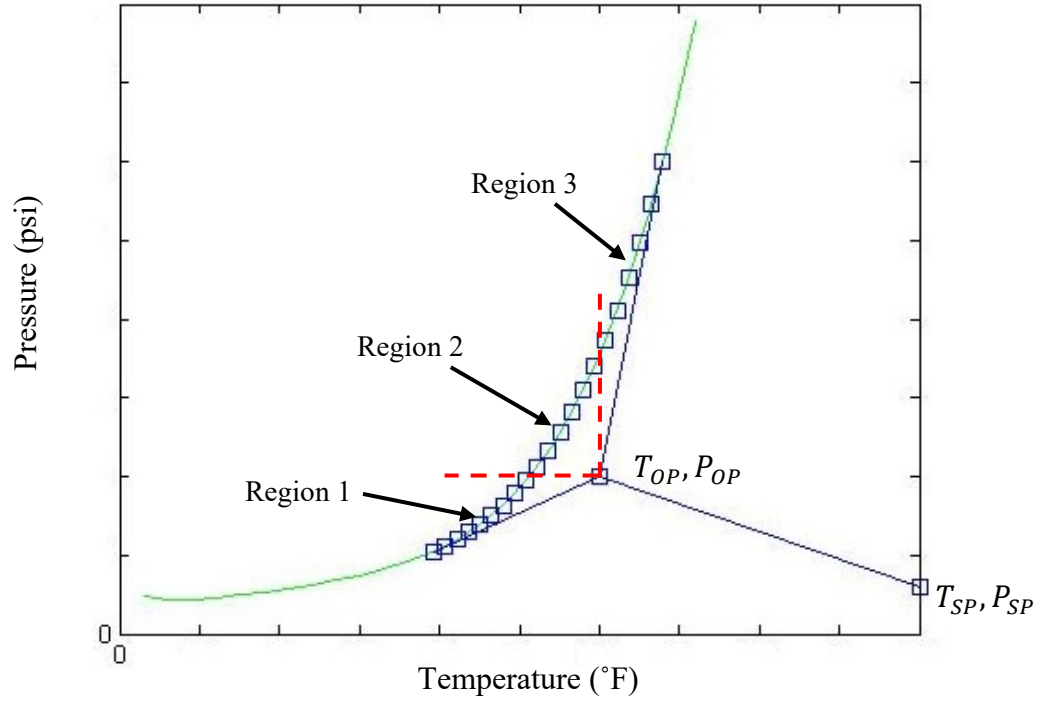 Region 3
Pressure (psi)
Region 2
T_OP, P_OP
Region 1
T_SP, P_SP
0
0
Temperature (˚F)